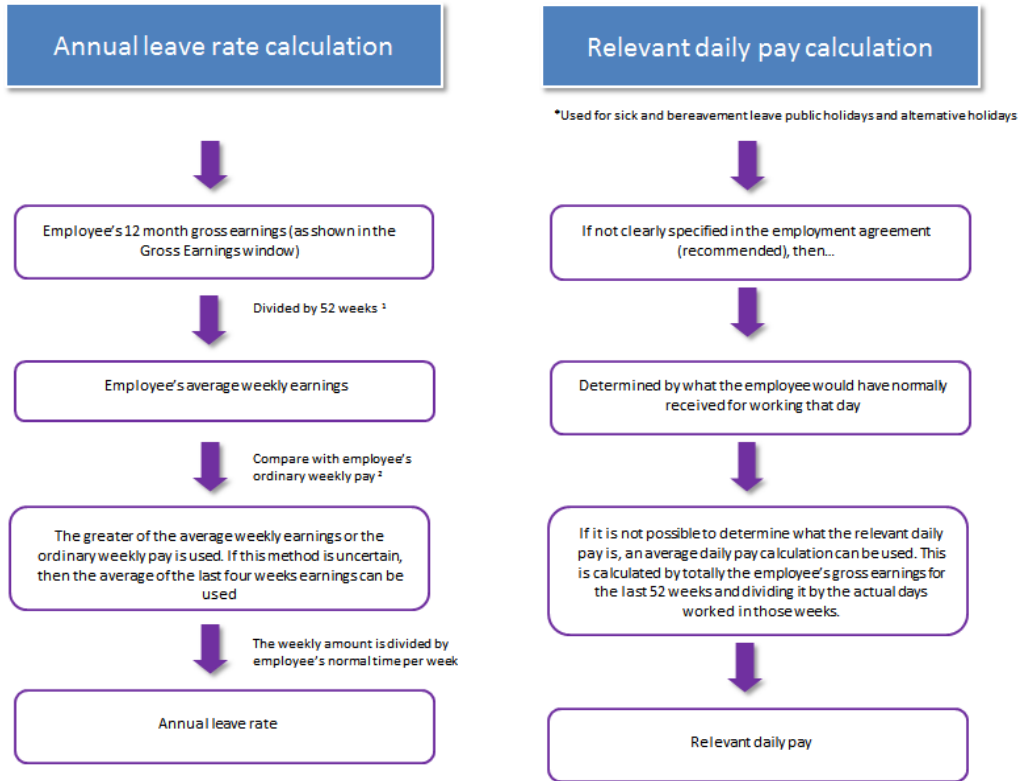 Annual leave rate calculation
Employee's 12 month gross earnings (as shown in the
Gross Earnings window)
Divided by 52 weeks ¹
Employee's average weekly earnings
Compare with employee's
ordinary weekly pay ²
The greater of the average weekly earnings or the
ordinary weekly pay is used. If this method is uncertain,
then the average of the last four weeks earnings can be
used
The weekly amount is divided by
employee's normal time per week
Annual leave rate
Relevant daily pay calculation
*Used for sick and bereavement leave public holidays and alternative holidays
If not clearly specified in the employment agreement
(recommended), then...
Determined by what the employee would have normally
received for working that day
If it is not possible to determine what the relevant daily
pay is, an average daily pay calculation can be used. This
is calculated by totally the employee's gross earnings for
the last 52 weeks and dividing it by the actual days
worked in those weeks.
Relevant daily pay